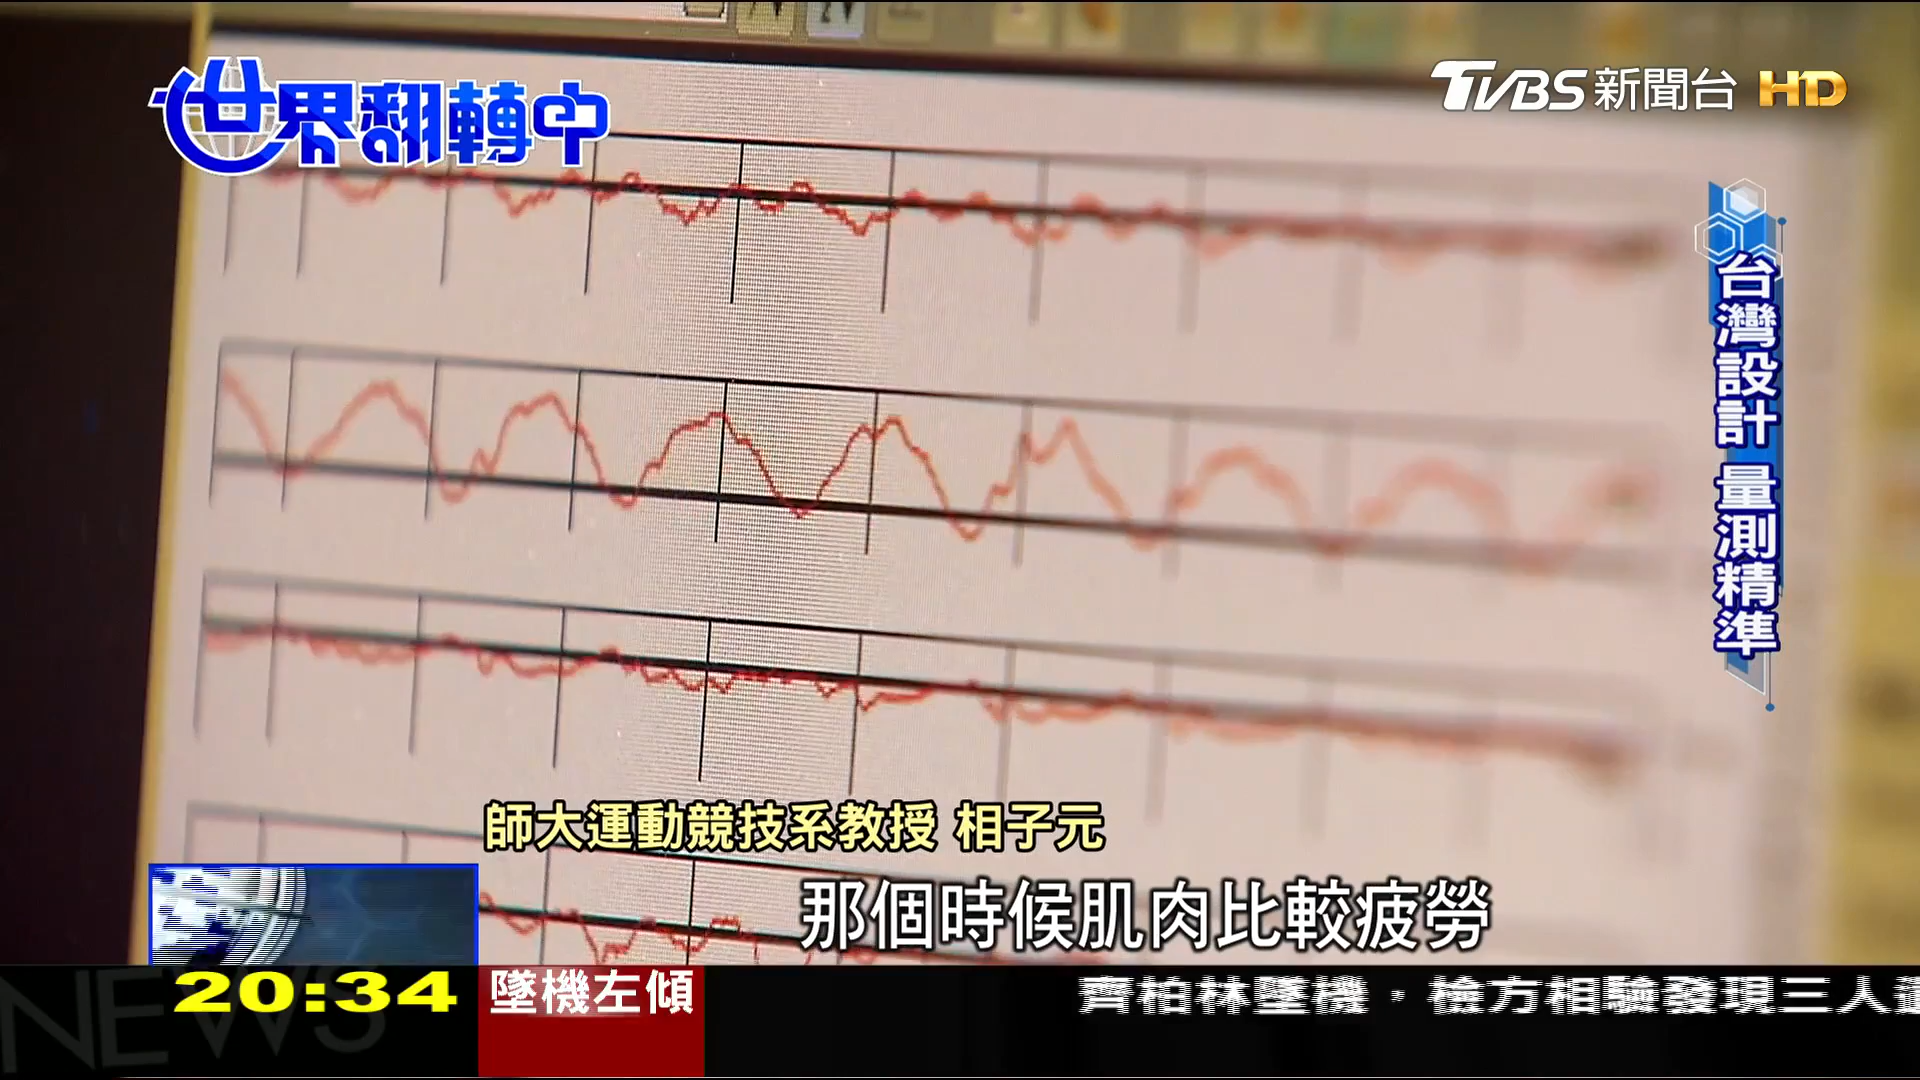 世界翻轉中
TVBS新聞台 HD
台灣設計 量測精準
師大運動競技系教授 相子元
那個時候肌肉比較疲勞
NEWS
20:34
墜機左傾
齊柏林墜機，檢方相驗發現三人